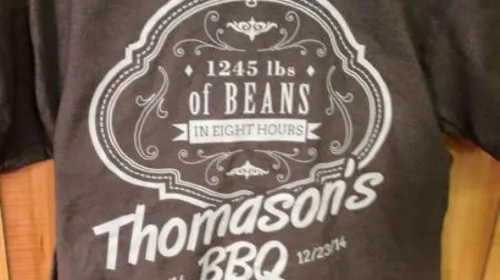 1245 lbs
of BEANS
IN EIGHT HOURS
Thomason's
BBQ
12/23/14